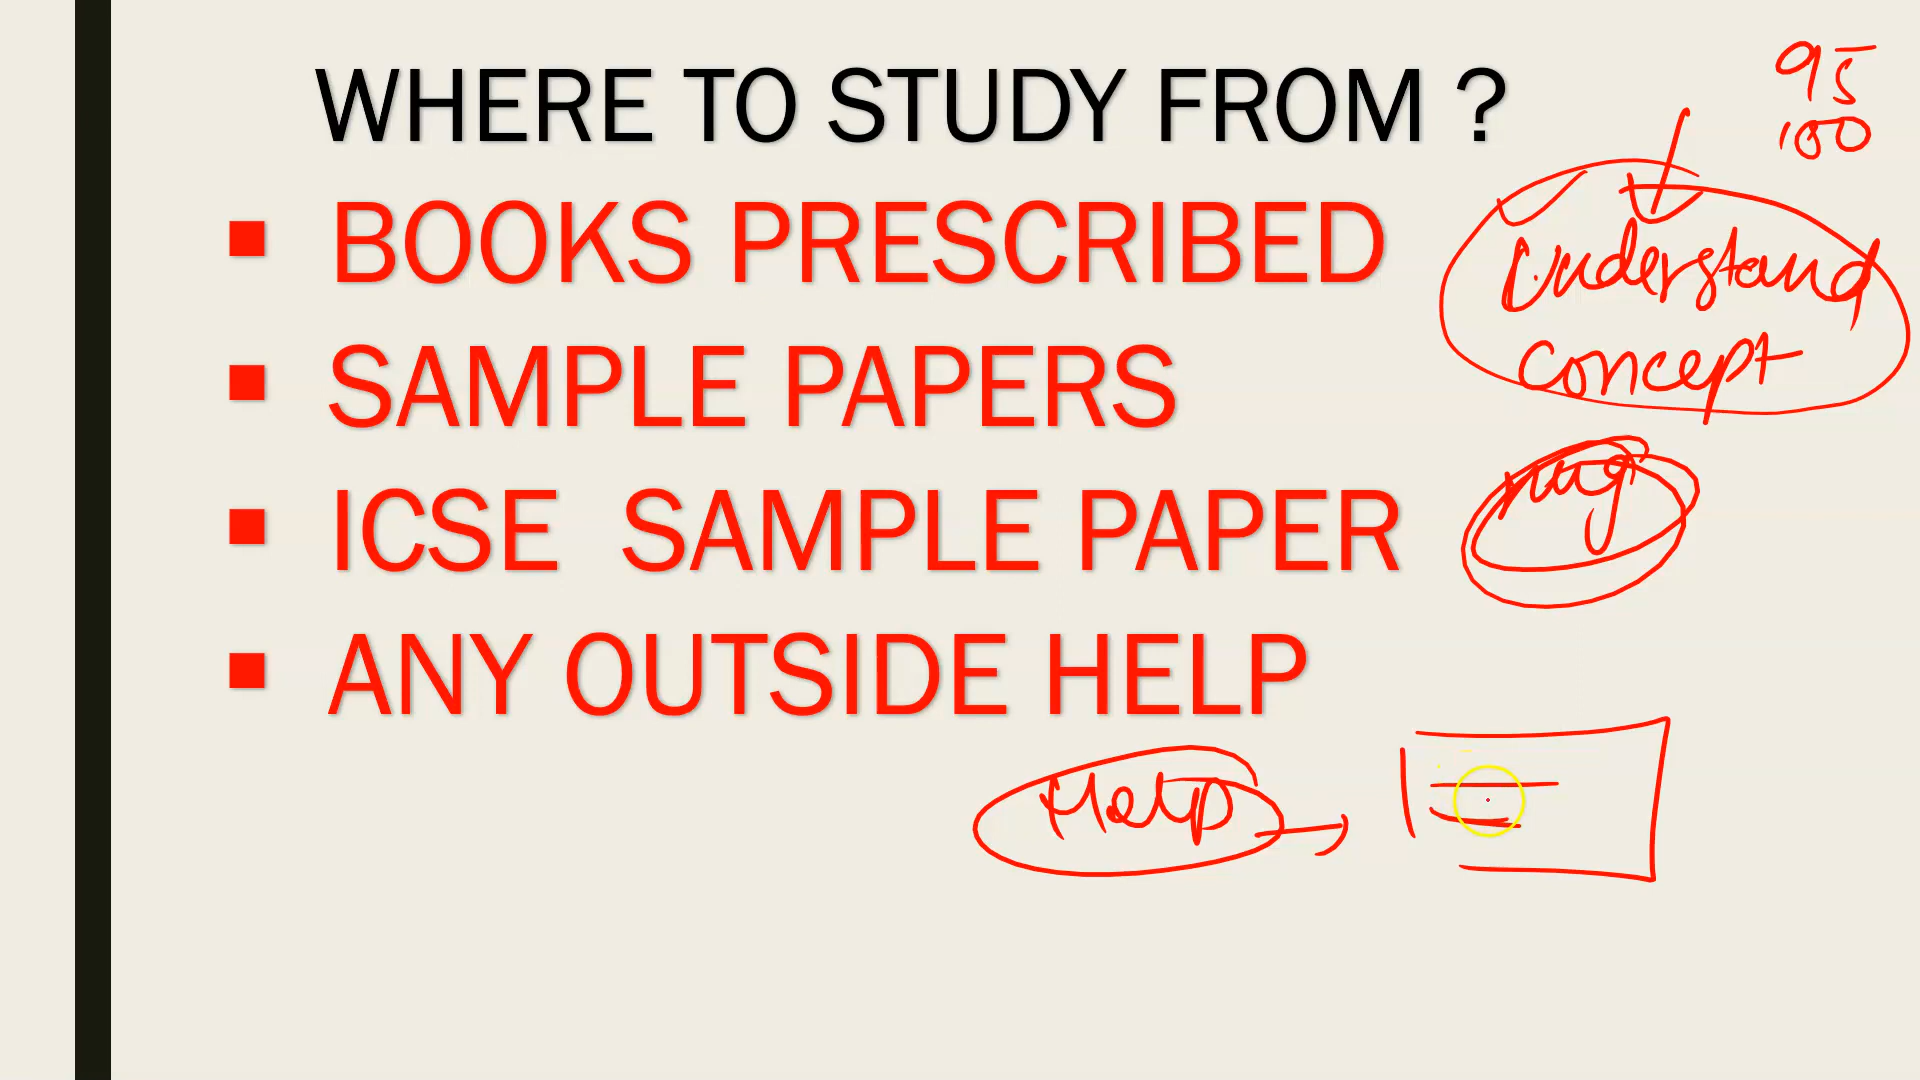 WHERE TO STUDY FROM ?
95
100
▪ BOOKS PRESCRIBED
Understand
concept
▪ SAMPLE PAPERS
▪ ICSE SAMPLE PAPER
▪ ANY OUTSIDE HELP
Help